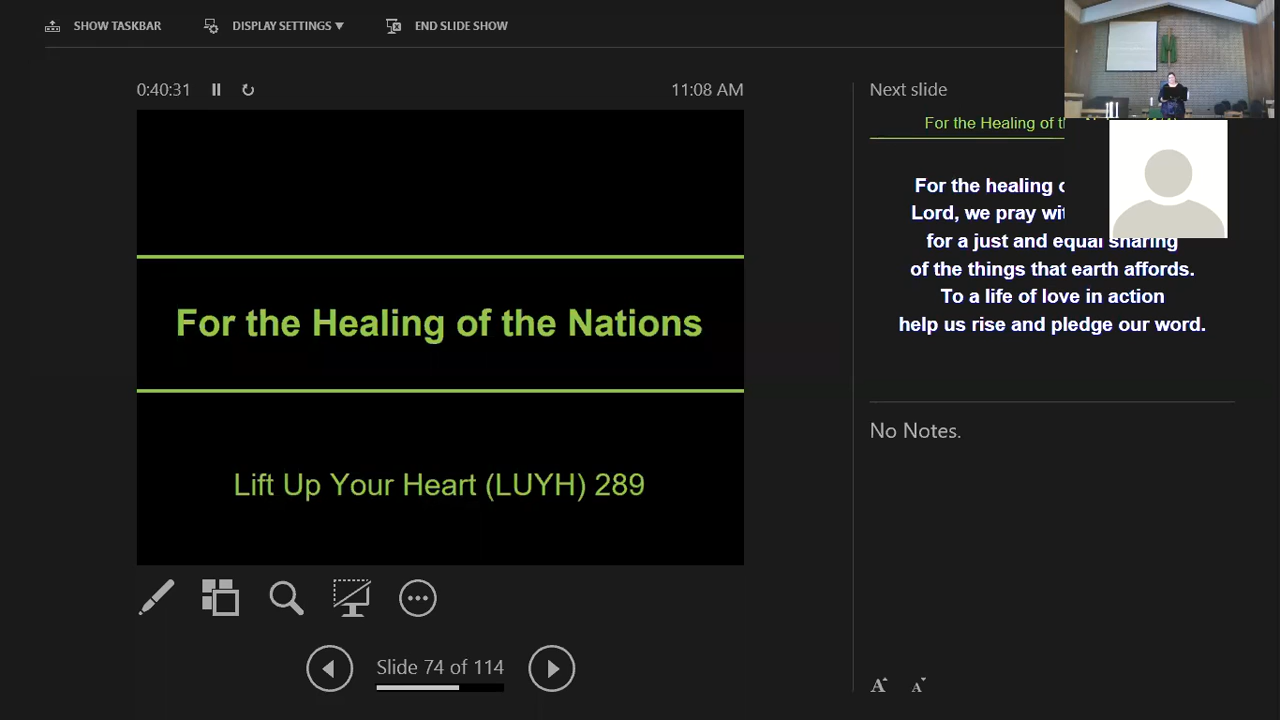 SHOW TASKBAR
DISPLAY SETTINGS ▼
END SLIDE SHOW
0:40:31
11:08 AM
For the Healing of the Nations
Lift Up Your Heart (LUYH) 289
Slide 74 of 114
Next slide
For the Healing of
For the healing
Lord, we pray
for a just and equal sharing
of the things that earth affords.
To a life of love in action
help us rise and pledge our word.
No Notes.
A A